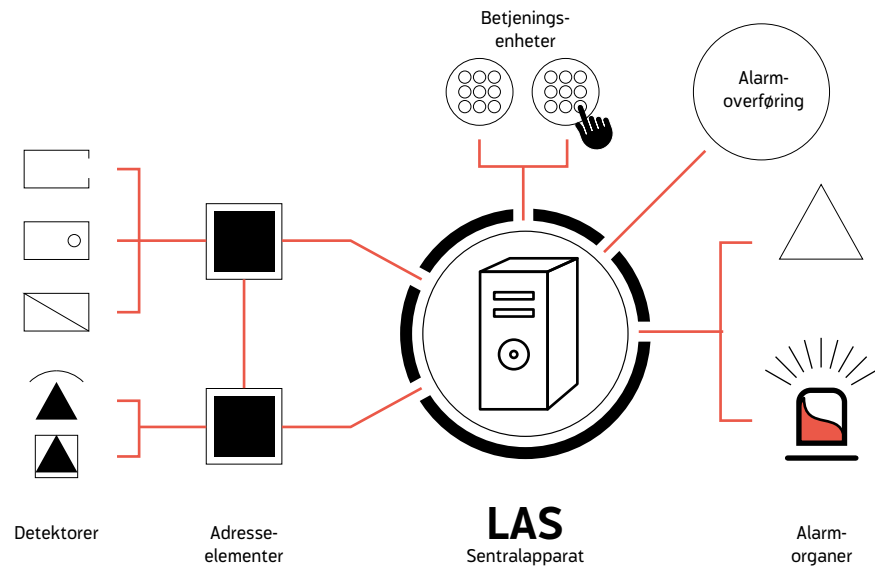 Betjenings-
enheter
Alarm-
overføring
Detektorer
Adresse-
elementer
LAS
Sentralapparat
Alarm-
organer